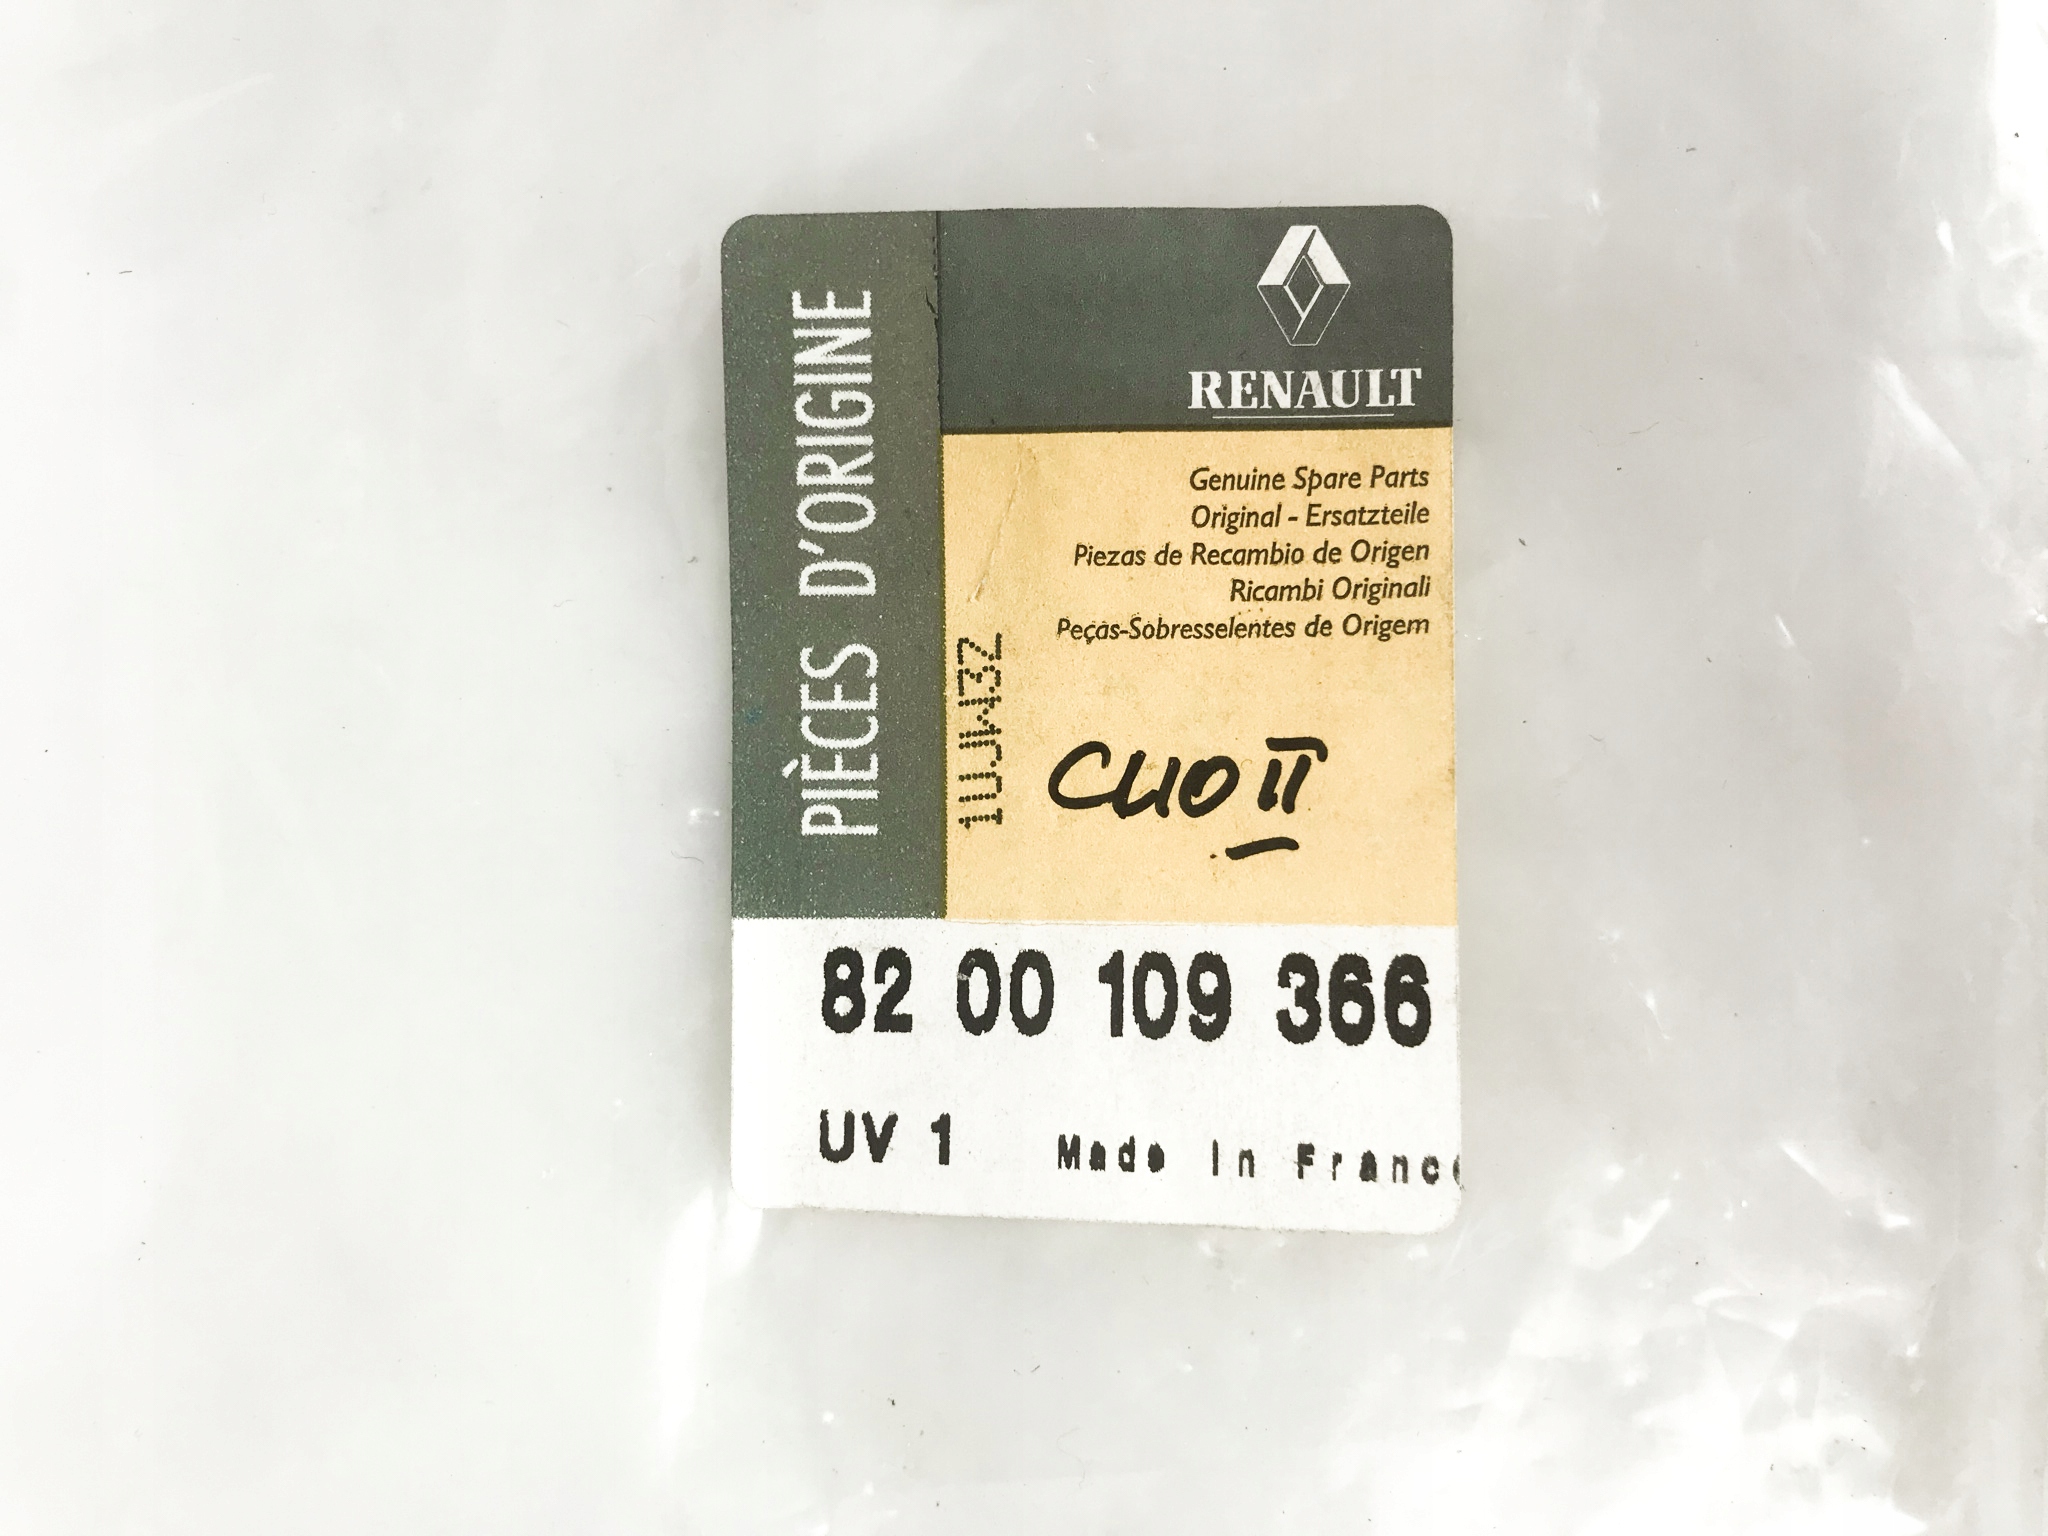 PIÈCES D'ORIGINE
RENAULT
Genuine Spare Parts
Original - Ersatzteile
Piezas de Recambio de Origen
Ricambi Originali
Peças-Sobresselentes de Origem
CLIO II
82 00 109 366
UV 1
Made In France